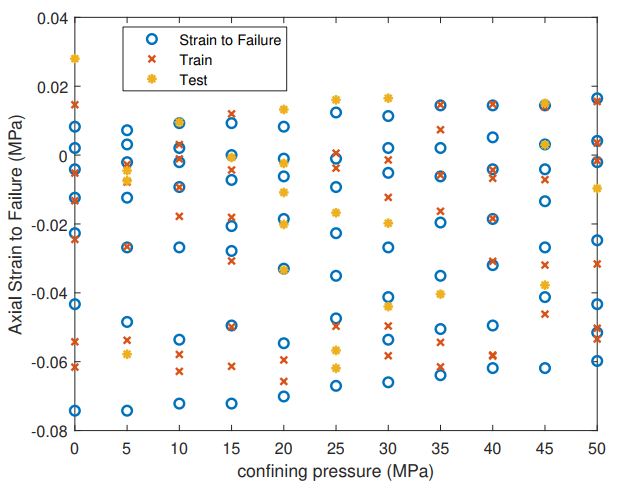 0.04
0.02
0
-0.02
-0.04
-0.06
-0.08
Axial Strain to Failure (MPa)
Strain to Failure
Train
Test
0 5 10 15 20 25 30 35 40 45 50
confining pressure (MPa)